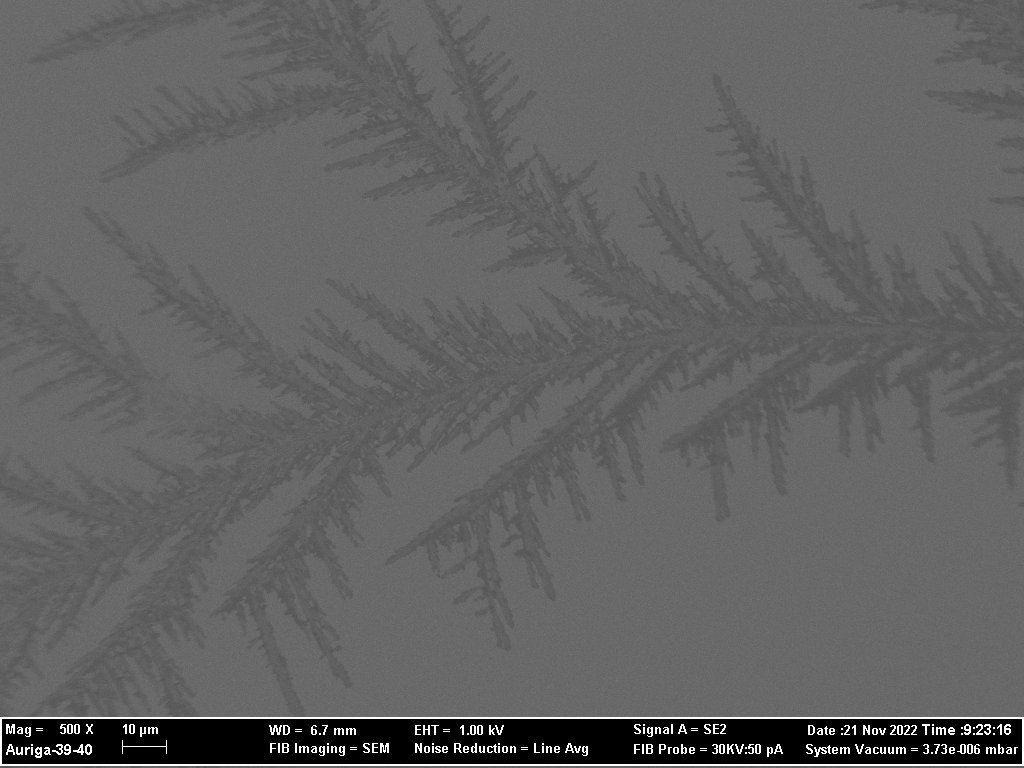 Mag = 500 X 10 µm WD = 6.7 mm EHT = 1.00 kV Signal A = SE2 Date :21 Nov 2022 Time :9:23:16
Auriga-39-40 FIB Imaging = SEM Noise Reduction = Line Avg FIB Probe = 30KV:50 pA System Vacuum = 3.73e-006 mbar